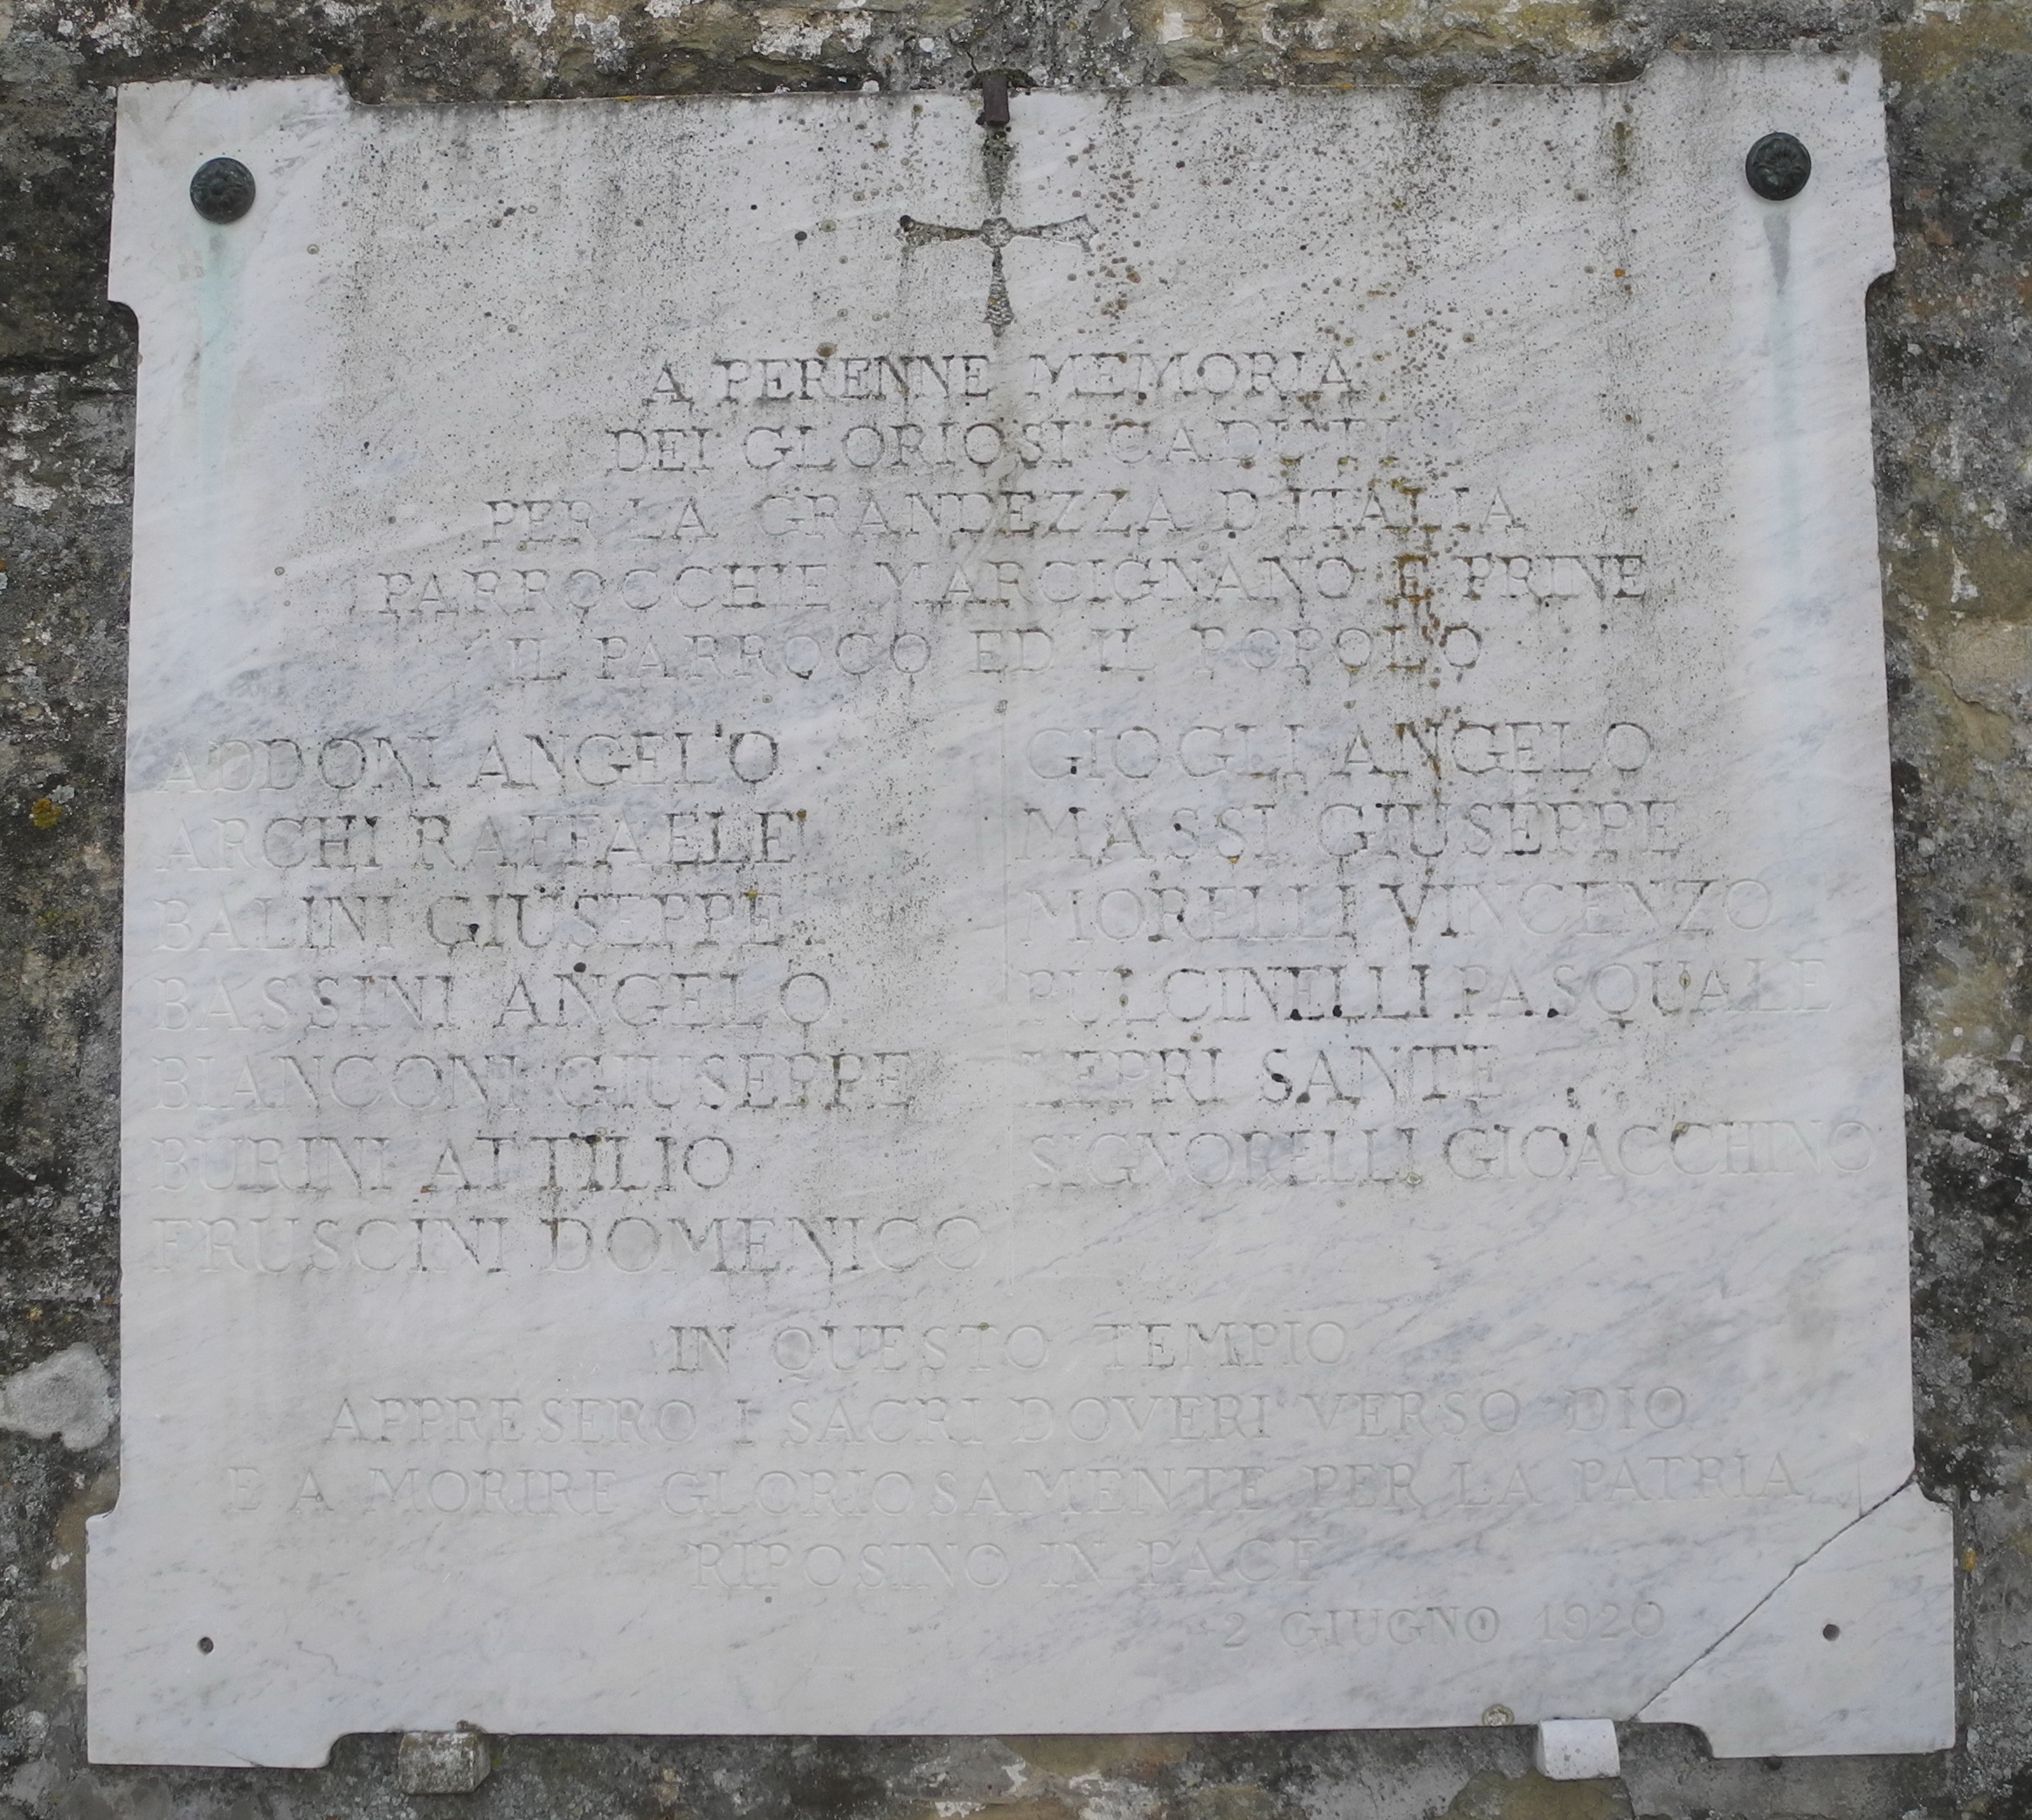 A PERENNE MEMORIA
DEI GLORIOSI CADUTI
PER LA GRANDEZZA D'ITALIA
PARROCCHIE MARCIGNANO E PRINE
IL PARROCO ED IL POPOLO
ADDONI ANGELO
ARCHI RAFFAELE
BALINI GIUSEPPE
BASSINI ANGELO
BIANCONI GIUSEPPE
BURINI ATTILIO
FRUSCINI DOMENICO
GIOGLI ANGELO
MASSI GIUSEPPE
MORELLI VINCENZO
PULCINELLI PASQUALE
LEPRI SANTE
SIGNORELLI GIOACCHINO
IN QUESTO TEMPIO
APPRESERO I SACRI DOVERI VERSO DIO
E A MORIRE GLORIOSAMENTE PER LA PATRIA
RIPOSINO IN PACE
2 GIUGNO 1920